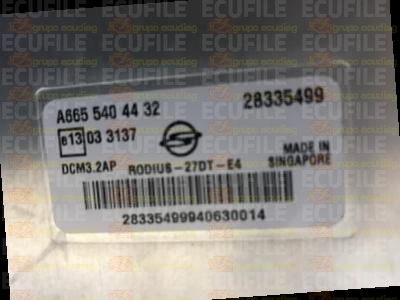 ECUFILE
grupo ecudieg
A665 540 44 32
28335499
e13 03 3137
MADE IN
SINGAPORE
DCM3.2AP
RODIUS-27DT-E4
28335499940630014